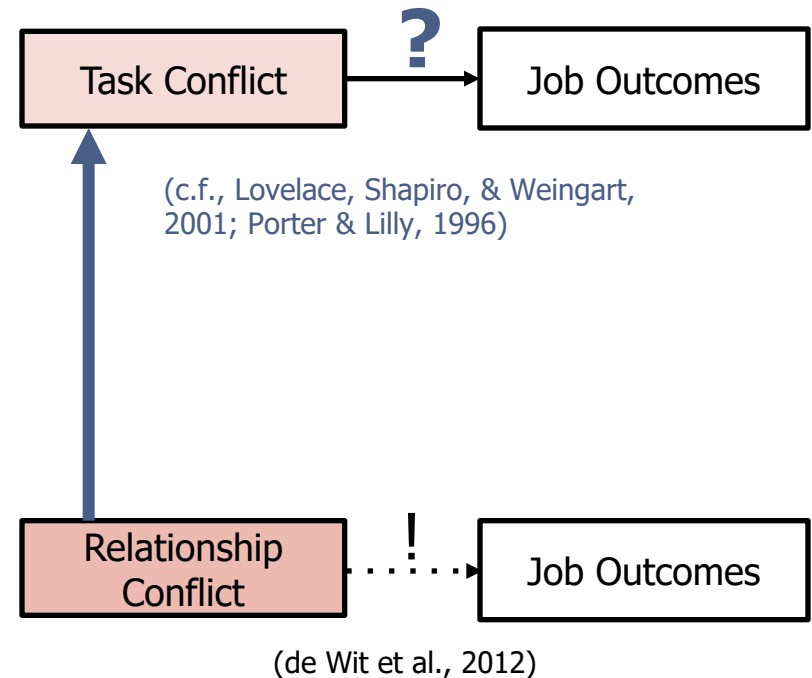 ?
Task Conflict
Job Outcomes
(c.f., Lovelace, Shapiro, & Weingart,
2001; Porter & Lilly, 1996)
Relationship
Conflict
!
Job Outcomes
(de Wit et al., 2012)